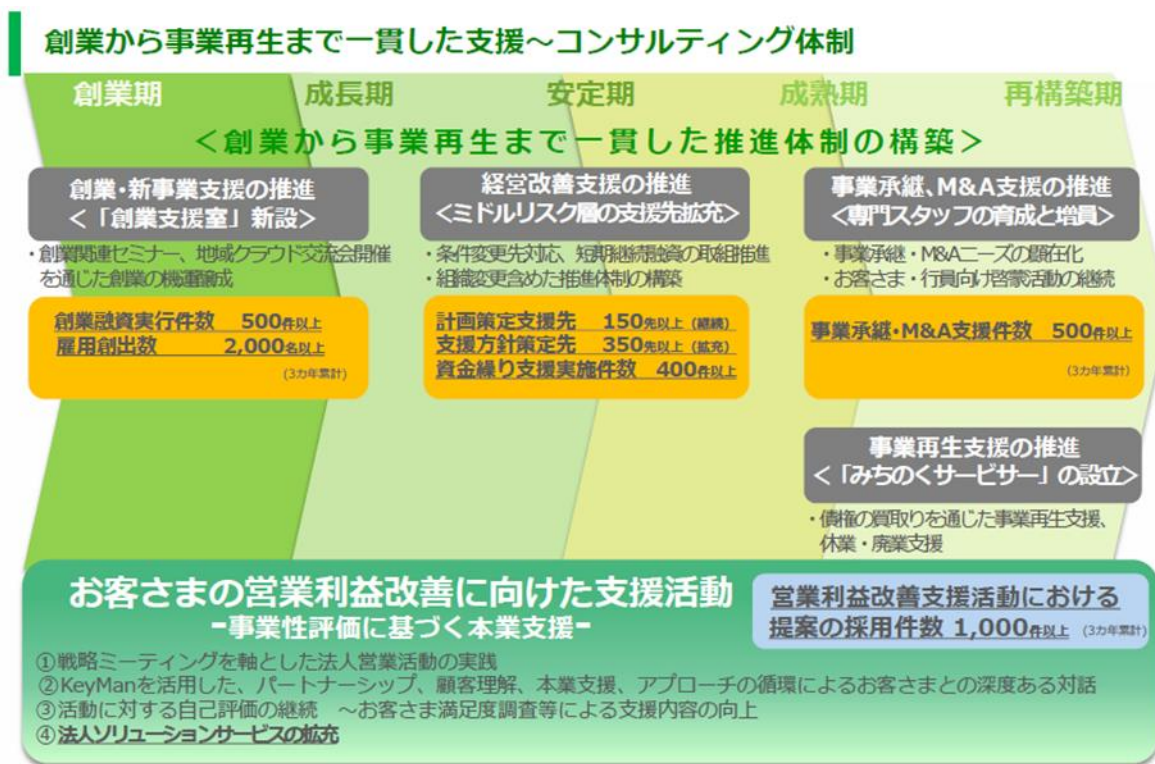 創業から事業再生まで一貫した支援～コンサルティング体制
創業期
成長期
安定期
成熟期
再構築期
＜創業から事業再生まで一貫した推進体制の構築＞
創業・新事業支援の推進
＜「創業支援室」新設＞
・創業関連セミナー、地域クラウド交流会開催
を通じた創業の機運醸成
創業融資実行件数 500件以上
雇用創出数 2,000名以上
(3カ年累計)
経営改善支援の推進
＜ミドルリスク層の支援先拡充＞
・条件変更先対応、短期継続融資の取組推進
・組織変更含めた推進体制の構築
計画策定支援先 150先以上（継続）
支援方針策定先 350先以上（拡充）
資金繰り支援実施件数 400件以上
事業承継、M&A支援の推進
＜専門スタッフの育成と増員＞
・事業承継・M&Aニーズの顕在化
・お客さま・行員向け啓蒙活動の継続
事業承継・M&A支援件数 500件以上
(3カ年累計)
事業再生支援の推進
＜「みちのくサービサー」の設立＞
・債権の買取りを通じた事業再生支援、
休業・廃業支援
お客さまの営業利益改善に向けた支援活動
-事業性評価に基づく本業支援-
営業利益改善支援活動における
提案の採用件数 1,000件以上 (3カ年累計)
①戦略ミーティングを軸とした法人営業活動の実践
②KeyManを活用した、パートナーシップ、顧客理解、本業支援、アプローチの循環によるお客さまとの深度ある対話
③活動に対する自己評価の継続 ～お客さま満足度調査等による支援内容の向上
④法人ソリューションサービスの拡充